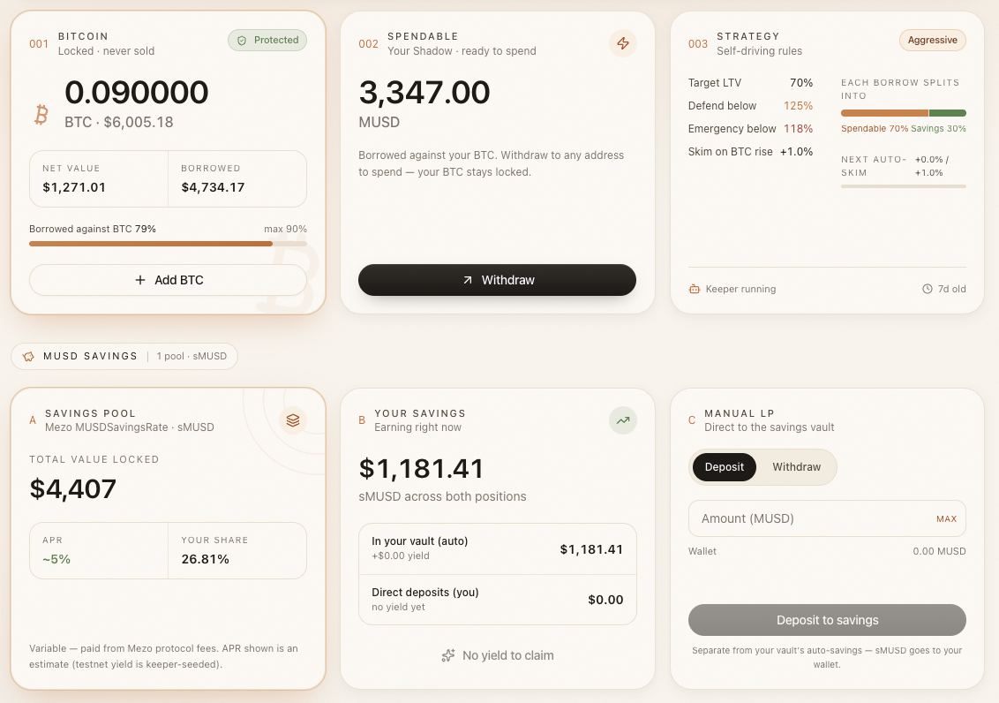 001
BITCOIN
Locked · never sold
Protected
0.090000
BTC · $6,005.18
NET VALUE
$1,271.01
BORROWED
$4,734.17
Borrowed against BTC 79%
max 90%
Add BTC
002
SPENDABLE
Your Shadow · ready to spend
3,347.00
MUSD
Borrowed against your BTC. Withdraw to any address
to spend — your BTC stays locked.
Withdraw
003
STRATEGY
Self-driving rules
Aggressive
Target LTV 70%
Defend below 125%
Emergency below 118%
Skim on BTC rise +1.0%
EACH BORROW SPLITS
INTO
Spendable 70% Savings 30%
NEXT AUTO-
SKIM
+0.0% /
+1.0%
Keeper running
7d old
MUSD SAVINGS
1 pool · sMUSD
A
SAVINGS POOL
Mezo MUSDSavingsRate · sMUSD
TOTAL VALUE LOCKED
$4,407
APR
~5%
YOUR SHARE
26.81%
Variable — paid from Mezo protocol fees. APR shown is an
estimate (testnet yield is keeper-seeded).
B
YOUR SAVINGS
Earning right now
$1,181.41
sMUSD across both positions
In your vault (auto)
+$0.00 yield
$1,181.41
Direct deposits (you)
no yield yet
$0.00
No yield to claim
C
MANUAL LP
Direct to the savings vault
Deposit
Withdraw
Amount (MUSD)
MAX
Wallet
0.00 MUSD
Deposit to savings
Separate from your vault's auto-savings — sMUSD goes to your
wallet.